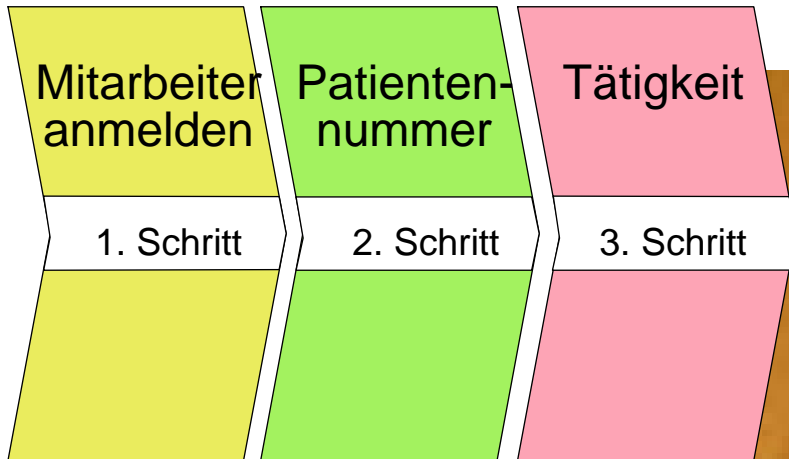 Mitarbeiter
anmelden
Patienten-
nummer
Tätigkeit
1. Schritt
2. Schritt
3. Schritt